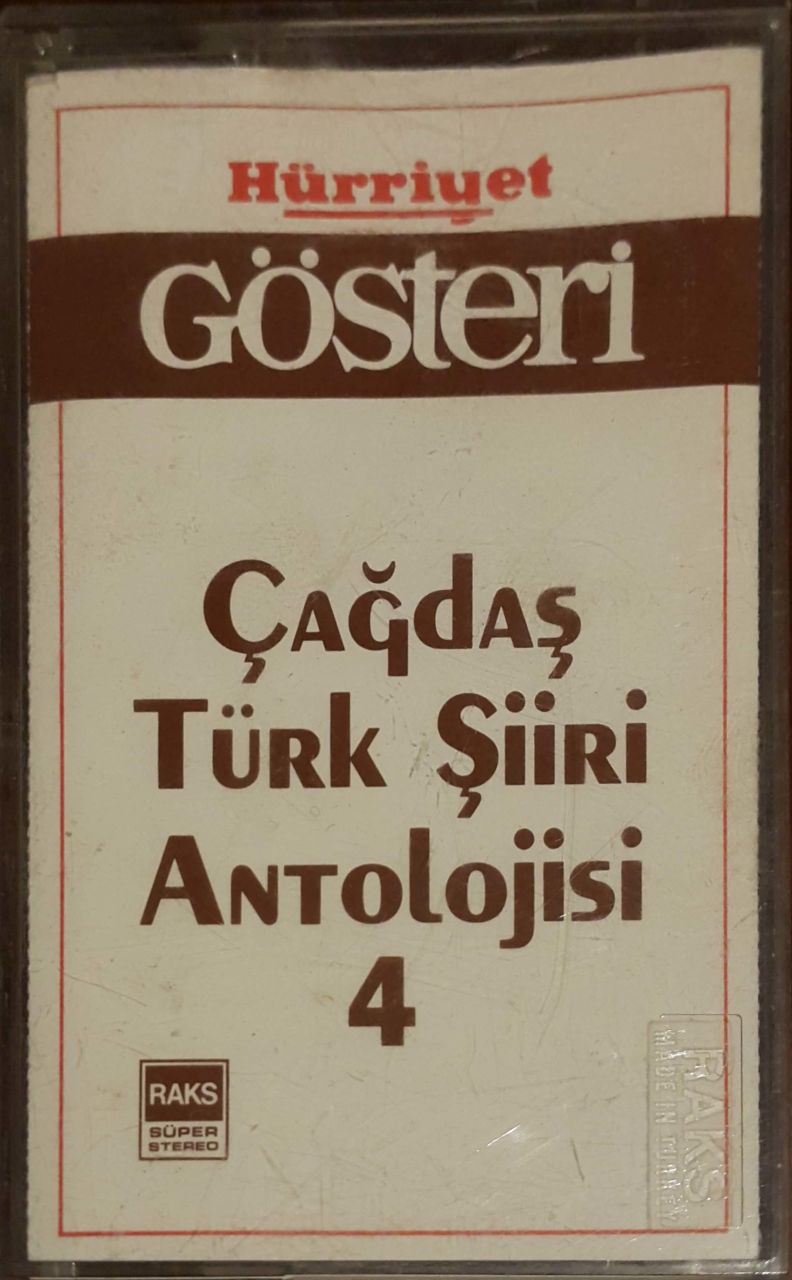 Hürriyet
GÖSteri
ÇAĞdAŞ
TÜRk ŞiiRi
ANTolojisi
4
RAKS
SÜPER
STEREO
RAKS
MADE IN TURKEY